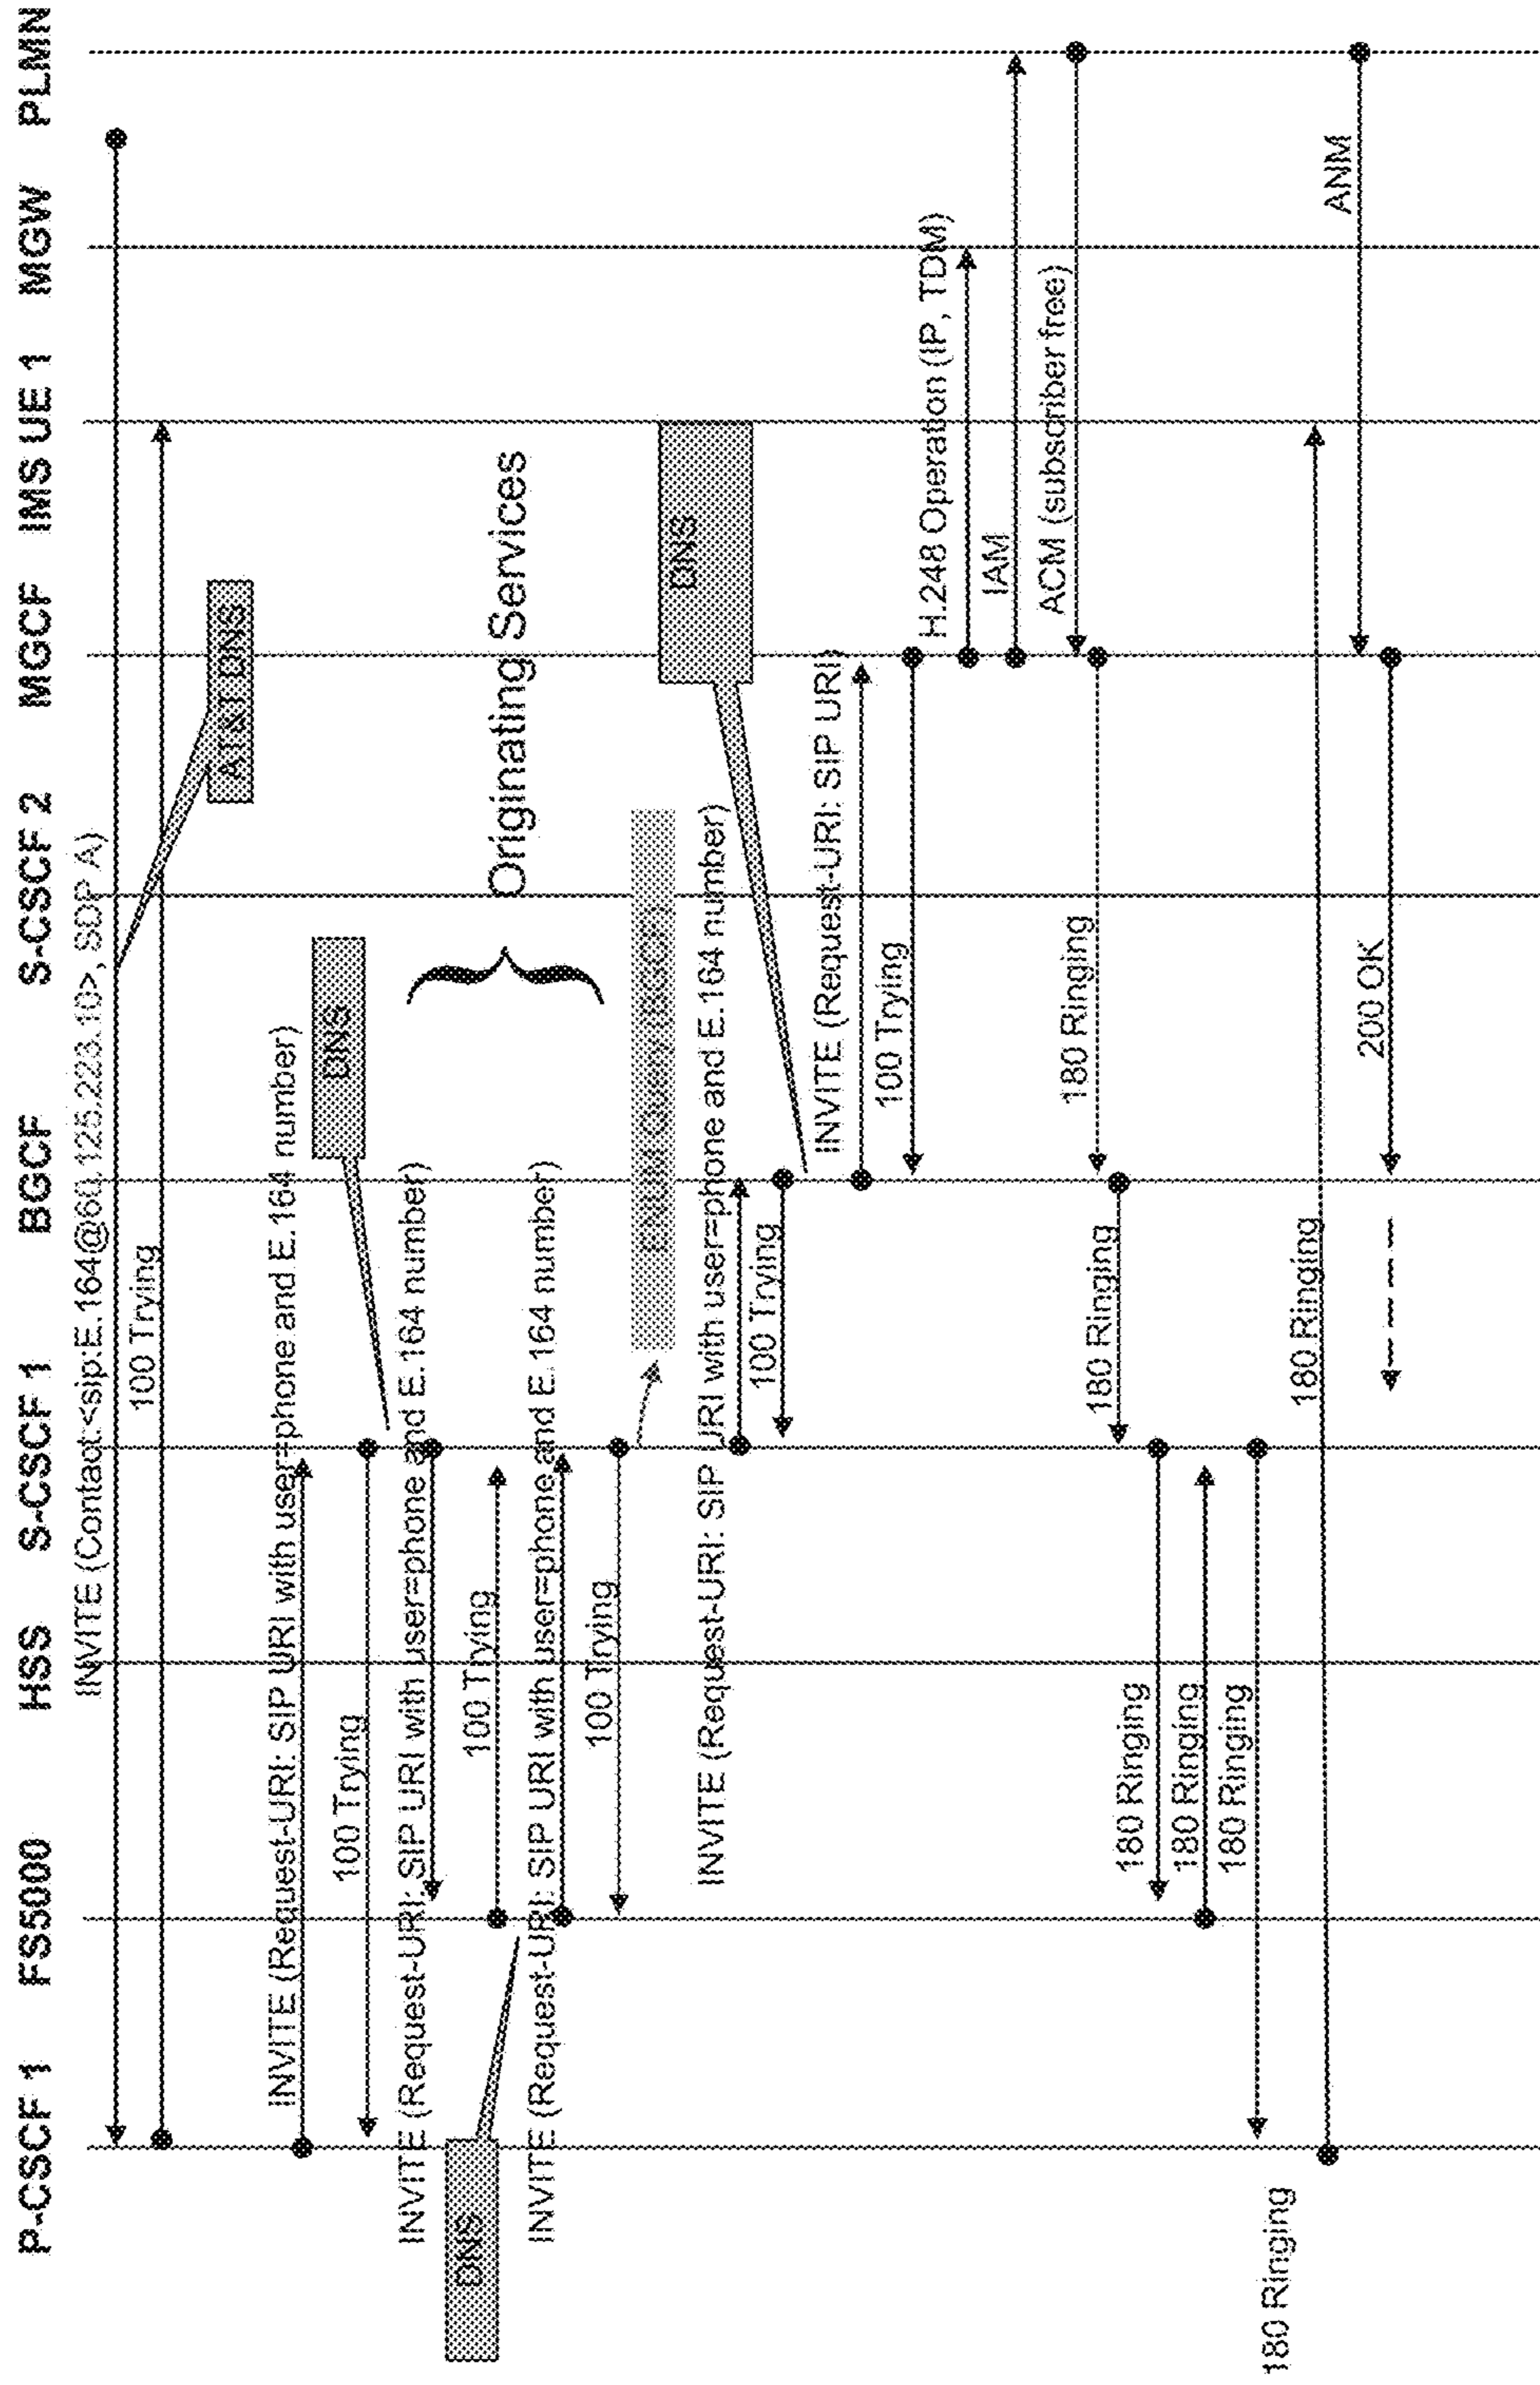 P-CSCF 1 FS5000 HSS S-CSCF 1 BGCF S-CSCF 2 MGCF IMS UE 1 MGW PLMN
INVITE (Contact:<sip:E.164@60.125.223.10>, SDP A)
100 Trying
AT&T DNS
INVITE (Request-URI: SIP URI with user=phone and E.164 number)
DNS
100 Trying
INVITE (Request-URI: SIP URI with user=phone and E.164 number)
DNS
100 Trying
Originating Services
INVITE (Request-URI: SIP URI with user=phone and E.164 number)
100 Trying
DNS
INVITE (Request-URI: SIP URI with user=phone and E.164 number)
100 Trying
INVITE (Request-URI: SIP URI)
100 Trying
H.248 Operation (IP, TDM)
IAM
ACM (subscriber free)
180 Ringing
180 Ringing
180 Ringing
180 Ringing
180 Ringing
180 Ringing
180 Ringing
ANM
200 OK